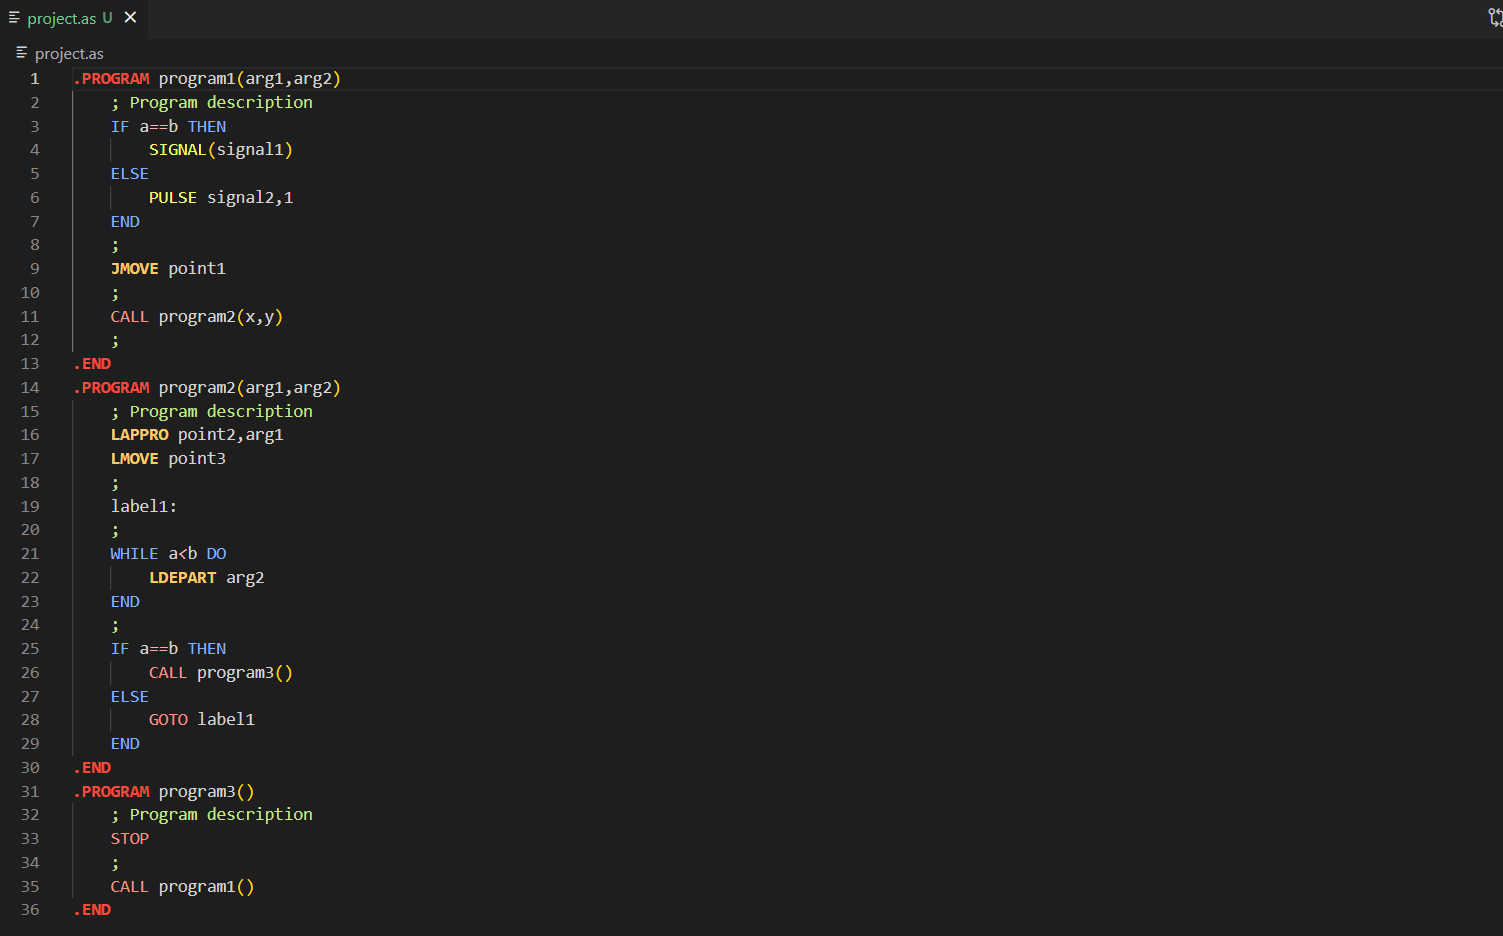 project.as U
project.as
1 .PROGRAM program1(arg1,arg2)
2 ; Program description
3 IF a==b THEN
4 SIGNAL(signal1)
5 ELSE
6 PULSE signal2,1
7 END
8 ;
9 JMOVE point1
10 ;
11 CALL program2(x,y)
12 ;
13 .END
14 .PROGRAM program2(arg1,arg2)
15 ; Program description
16 LAPPRO point2,arg1
17 LMOVE point3
18 ;
19 label1:
20 ;
21 WHILE a<b DO
22 LDEPART arg2
23 END
24 ;
25 IF a==b THEN
26 CALL program3()
27 ELSE
28 GOTO label1
29 END
30 .END
31 .PROGRAM program3()
32 ; Program description
33 STOP
34 ;
35 CALL program1()
36 .END